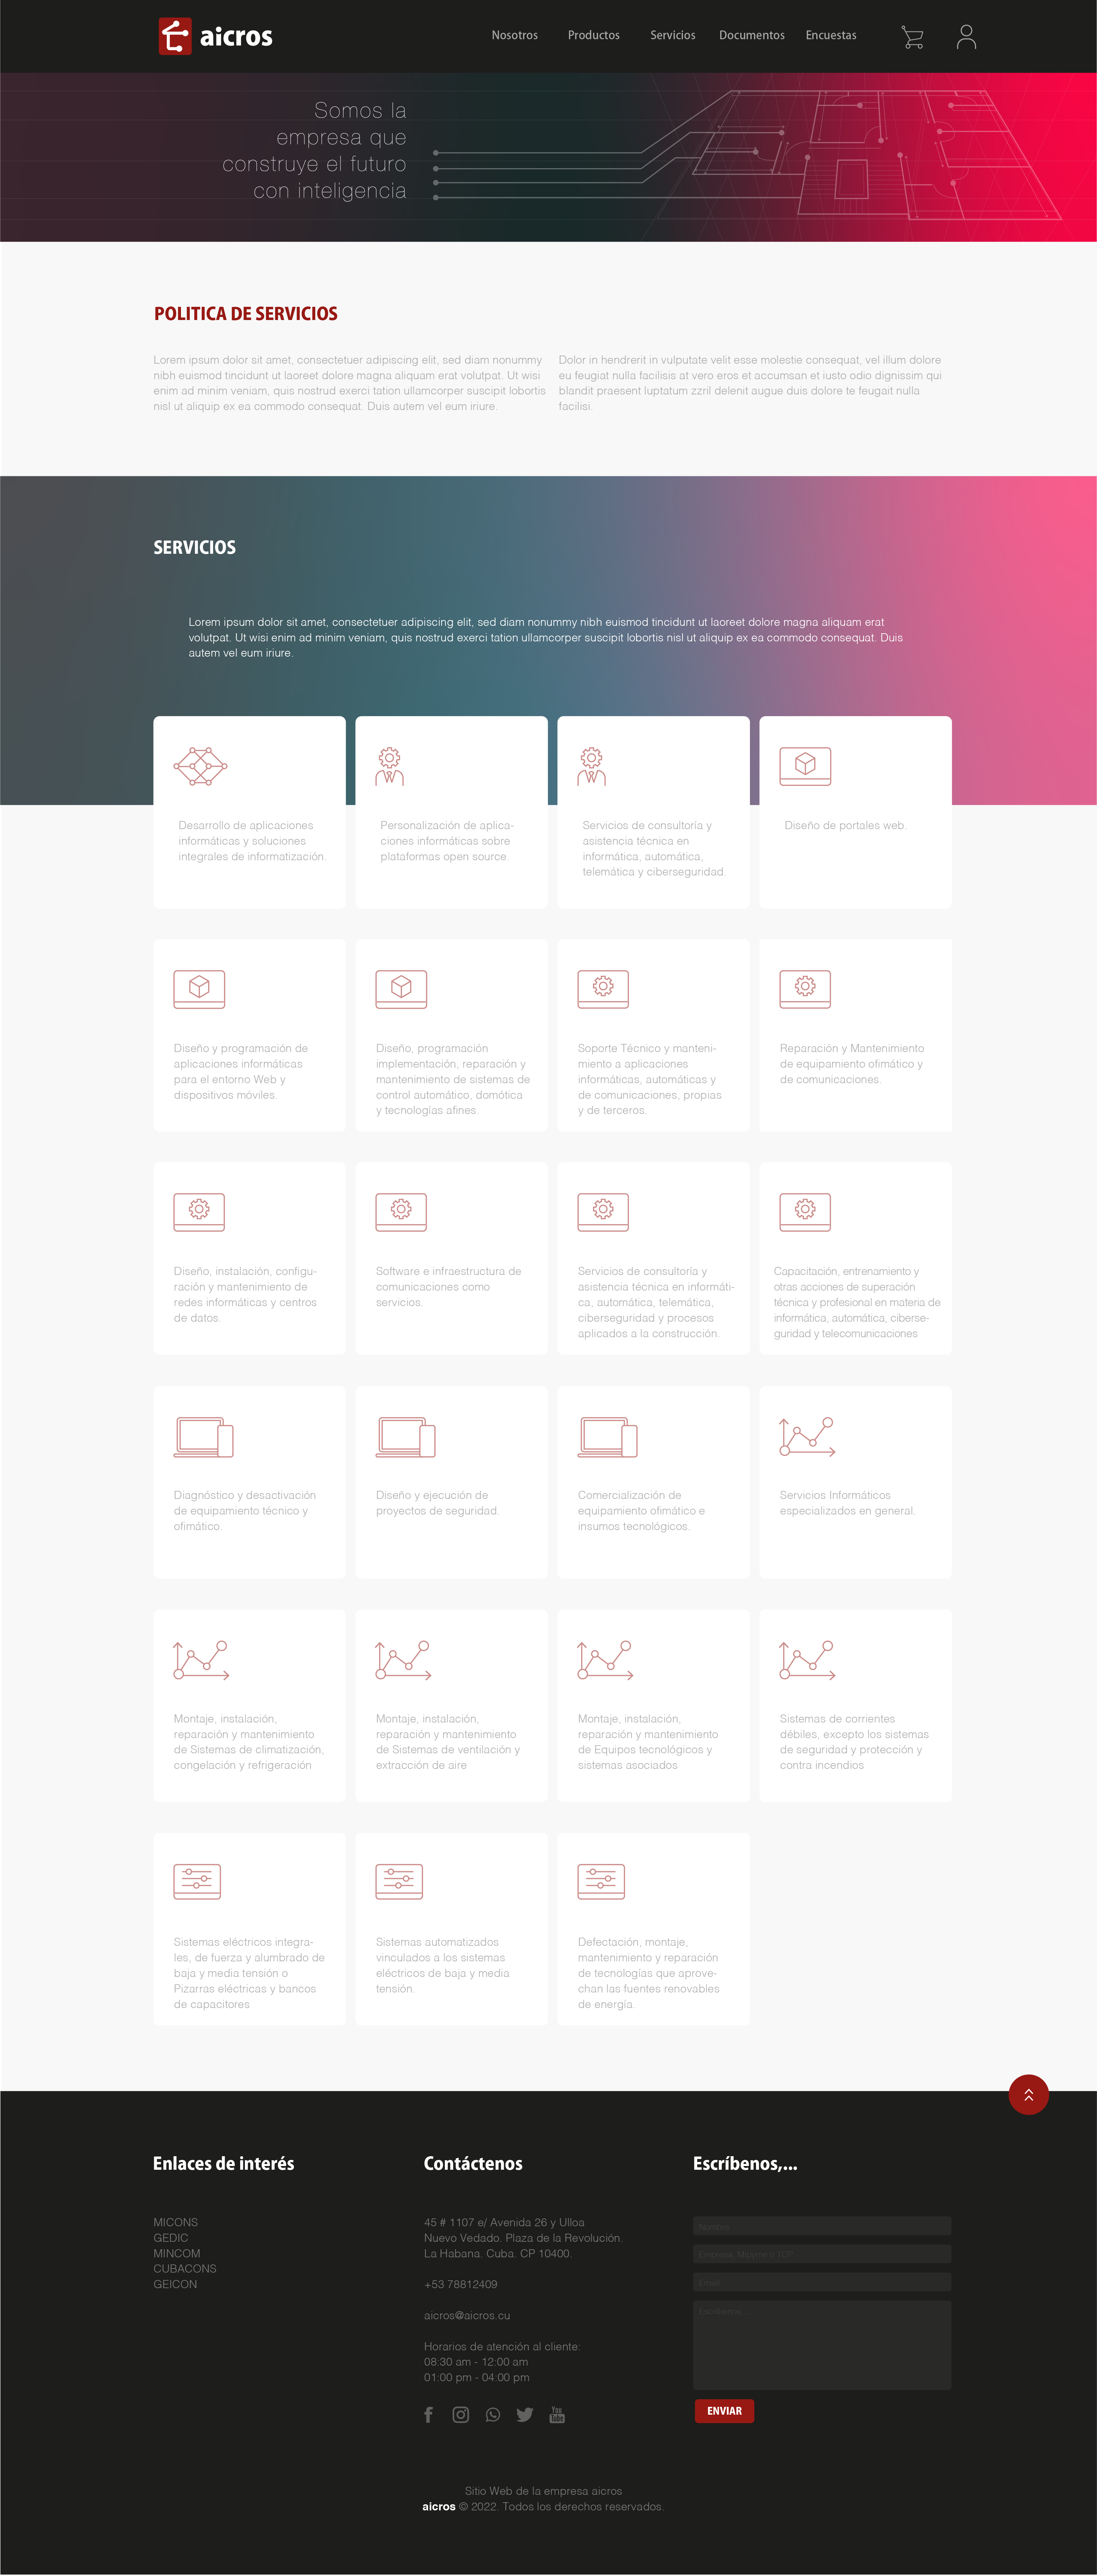 aicros
Nosotros Productos Servicios Documentos Encuestas
Somos la
empresa que
construye el futuro
con inteligencia
POLITICA DE SERVICIOS
Lorem ipsum dolor sit amet, consectetuer adipiscing elit, sed diam nonummy
nibh euismod tincidunt ut laoreet dolore magna aliquam erat volutpat. Ut wisi
enim ad minim veniam, quis nostrud exerci tation ullamcorper suscipit lobortis
nisl ut aliquip ex ea commodo consequat. Duis autem vel eum iriure.
Dolor in hendrerit in vulputate velit esse molestie consequat, vel illum dolore
eu feugiat nulla facilisis at vero eros et accumsan et iusto odio dignissim qui
blandit praesent luptatum zzril delenit augue duis dolore te feugait nulla
facilisi.
SERVICIOS
Lorem ipsum dolor sit amet, consectetuer adipiscing elit, sed diam nonummy nibh euismod tincidunt ut laoreet dolore magna aliquam erat
volutpat. Ut wisi enim ad minim veniam, quis nostrud exerci tation ullamcorper suscipit lobortis nisl ut aliquip ex ea commodo consequat. Duis
autem vel eum iriure.
Desarrollo de aplicaciones
informáticas y soluciones
integrales de informatización.
Personalización de aplica-
ciones informáticas sobre
plataformas open source.
Servicios de consultoría y
asistencia técnica en
informática, automática,
telemática y ciberseguridad.
Diseño de portales web.
Diseño y programación de
aplicaciones informáticas
para el entorno Web y
dispositivos móviles.
Diseño, programación
implementación, reparación y
mantenimiento de sistemas de
control automático, domótica
y tecnologías afines.
Soporte Técnico y manteni-
miento a aplicaciones
informáticas, automáticas y
de comunicaciones, propias
y de terceros.
Reparación y Mantenimiento
de equipamiento ofimático y
de comunicaciones.
Diseño, instalación, configu-
ración y mantenimiento de
redes informáticas y centros
de datos.
Software e infraestructura de
comunicaciones como
servicios.
Servicios de consultoría y
asistencia técnica en informáti-
ca, automática, telemática,
ciberseguridad y procesos
aplicados a la construcción.
Capacitación, entrenamiento y
otras acciones de superación
técnica y profesional en materia de
informática, automática, ciberse-
guridad y telecomunicaciones
Diagnóstico y desactivación
de equipamiento técnico y
ofimático.
Diseño y ejecución de
proyectos de seguridad.
Comercialización de
equipamiento ofimático e
insumos tecnológicos.
Servicios Informáticos
especializados en general.
Montaje, instalación,
reparación y mantenimiento
de Sistemas de climatización,
congelación y refrigeración
Montaje, instalación,
reparación y mantenimiento
de Sistemas de ventilación y
extracción de aire
Montaje, instalación,
reparación y mantenimiento
de Equipos tecnológicos y
sistemas asociados
Sistemas de corrientes
débiles, excepto los sistemas
de seguridad y protección y
contra incendios
Sistemas eléctricos integra-
les, de fuerza y alumbrado de
baja y media tensión o
Pizarras eléctricas y bancos
de capacitores
Sistemas automatizados
vinculados a los sistemas
eléctricos de baja y media
tensión.
Defectación, montaje,
mantenimiento y reparación
de tecnologías que aprove-
chan las fuentes renovables
de energía.
Enlaces de interés
MICONS
GEDIC
MINCOM
CUBACONS
GEICON
Contáctenos
45 # 1107 e/ Avenida 26 y Ulloa
Nuevo Vedado. Plaza de la Revolución.
La Habana. Cuba. CP 10400.
+53 78812409
aicros@aicros.cu
Horarios de atención al cliente:
08:30 am - 12:00 am
01:00 pm - 04:00 pm
You
Tube
Escríbenos,...
Nombre
Email
ENVIAR
Sitio Web de la empresa aicros
aicros © 2022. Todos los derechos reservados.